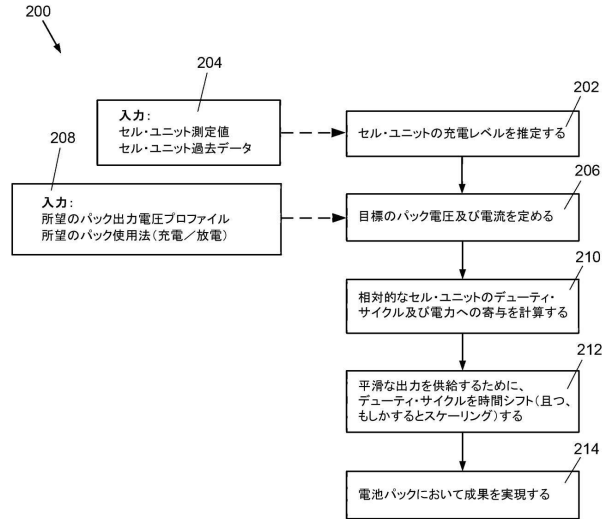 200
204
入力：
セル・ユニット測定値
セル・ユニット過去データ
202
セル・ユニットの充電レベルを推定する
208
入力：
所望のパック出力電圧プロファイル
所望のパック使用法（充電／放電）
206
目標のパック電圧及び電流を定める
210
相対的なセル・ユニットのデューティ・
サイクル及び電力への寄与を計算する
212
平滑な出力を供給するために、
デューティ・サイクルを時間シフト（且つ、
もしかするとスケーリング）する
214
電池パックにおいて成果を実現する